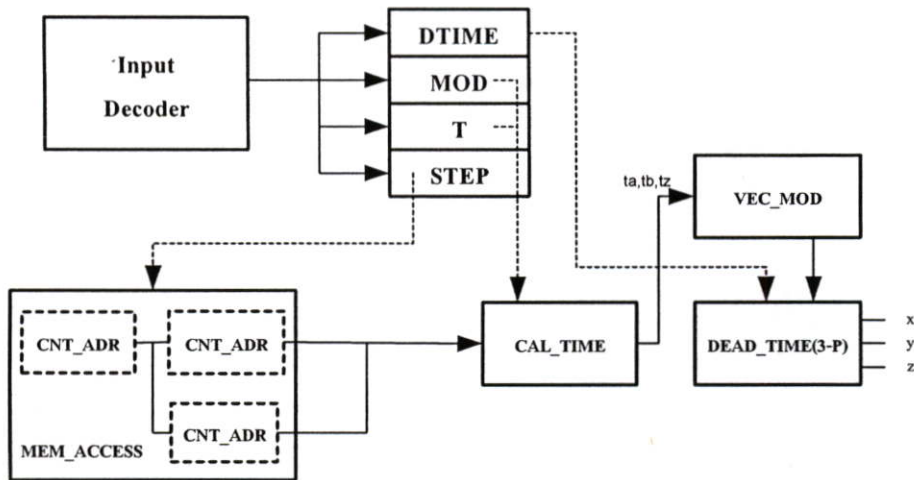 Input
Decoder
DTIME
MOD
T
STEP
ta,tb,tz
VEC_MOD
CNT_ADR
CNT_ADR
CNT_ADR
MEM_ACCESS
CAL_TIME
DEAD_TIME(3-P)
x
y
z